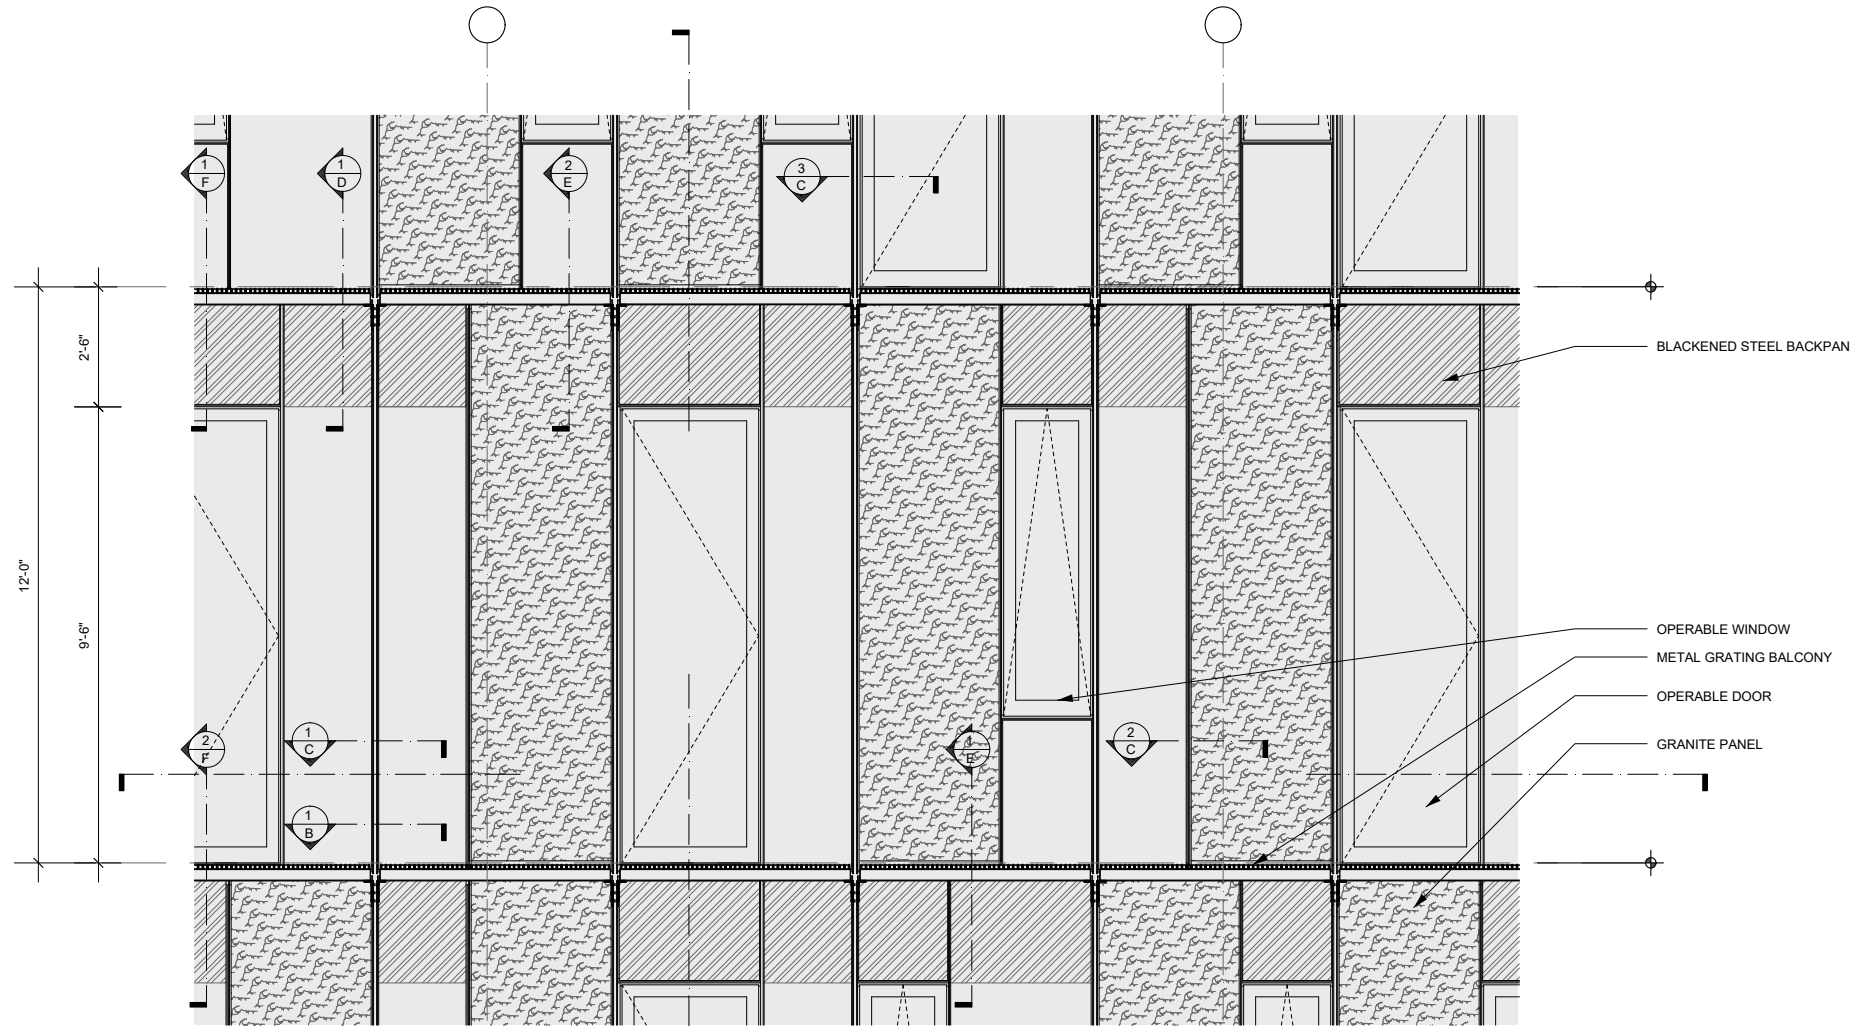 1
F
1
D
2
E
3
C
2'-6"
BLACKENED STEEL BACKPAN
12'-0"
9'-6"
OPERABLE WINDOW
METAL GRATING BALCONY
OPERABLE DOOR
GRANITE PANEL
2
F
1
C
1
E
2
C
1
B